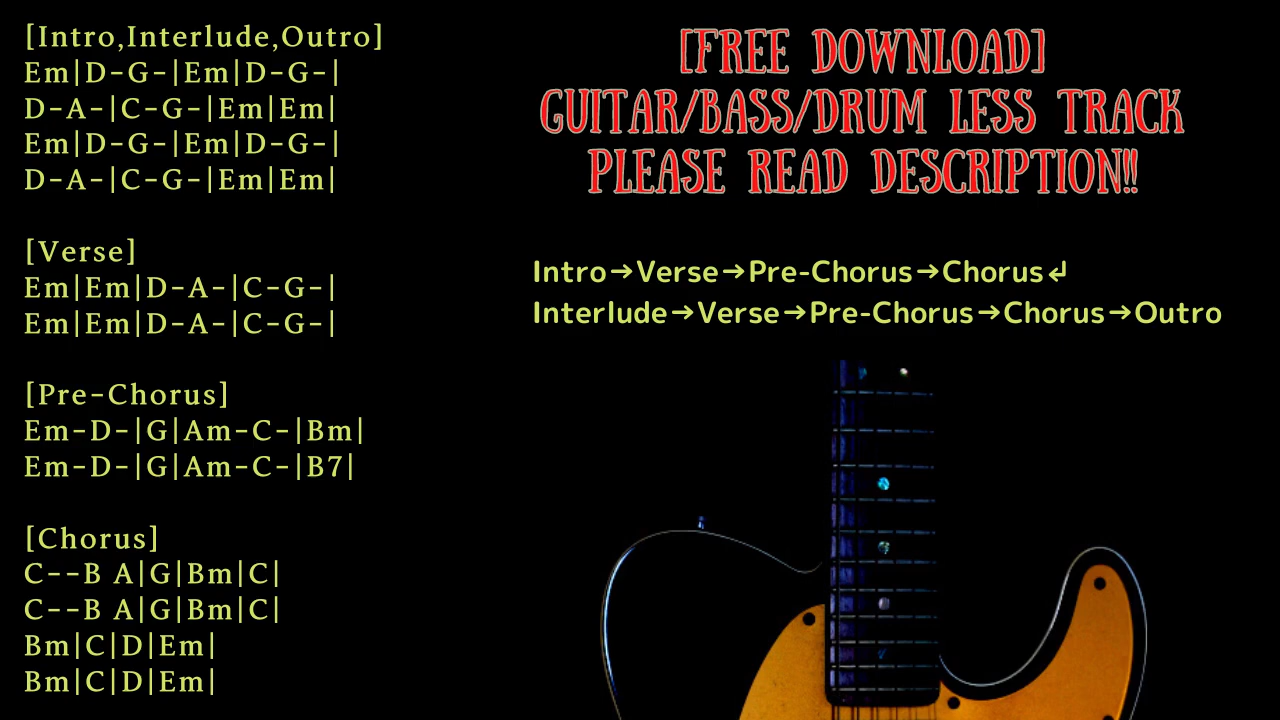 [Intro,Interlude,Outro]
Em|D-G-|Em|D-G-|
D-A-|C-G-|Em|Em|
Em|D-G-|Em|D-G-|
D-A-|C-G-|Em|Em|
[Verse]
Em|Em|D-A-|C-G-|
Em|Em|D-A-|C-G-|
[Pre-Chorus]
Em-D-|G|Am-C-|Bm|
Em-D-|G|Am-C-|B7|
[Chorus]
C--B A|G|Bm|C|
C--B A|G|Bm|C|
Bm|C|D|Em|
Bm|C|D|Em|
[FREE DOWNLOAD]
GUITAR/BASS/DRUM LESS TRACK
PLEASE READ DESCRIPTION!!
Intro→Verse→Pre-Chorus→Chorus↲
Interlude→Verse→Pre-Chorus→Chorus→Outro